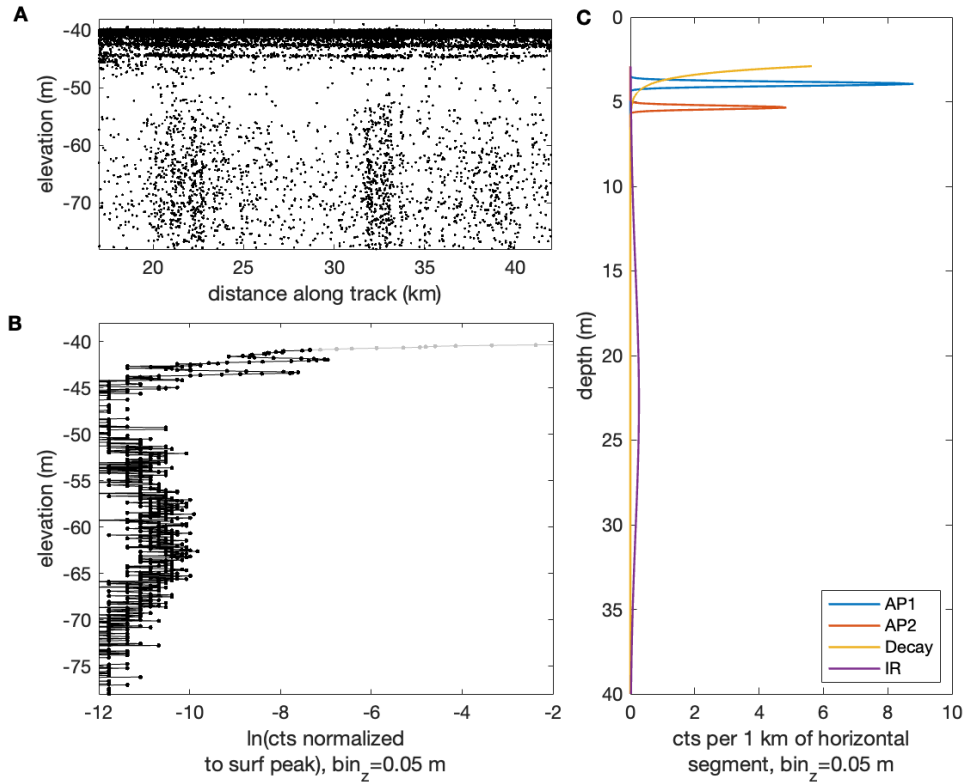 A
-40
-50
-60
-70
elevation (m)
20
25
30
35
40
distance along track (km)
B
-40
-45
-50
-55
-60
-65
-70
-75
elevation (m)
-12
-10
-8
-6
-4
-2
ln(cts normalized
to surf peak), bin_z=0.05 m
C
0
5
10
15
20
25
30
35
40
depth (m)
0
2
4
6
8
10
cts per 1 km of horizontal
segment, bin_z=0.05 m
AP1
AP2
Decay
IR